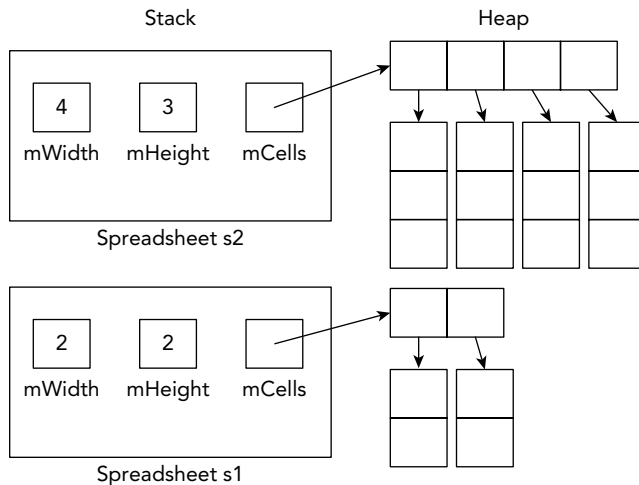 Stack Heap
4 3
mWidth mHeight mCells
Spreadsheet s2
2 2
mWidth mHeight mCells
Spreadsheet s1